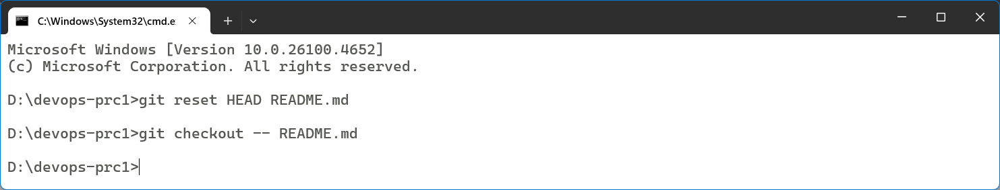 C:\Windows\System32\cmd.e
Microsoft Windows [Version 10.0.26100.4652]
(c) Microsoft Corporation. All rights reserved.
D:\devops-prc1>git reset HEAD README.md
D:\devops-prc1>git checkout -- README.md
D:\devops-prc1>